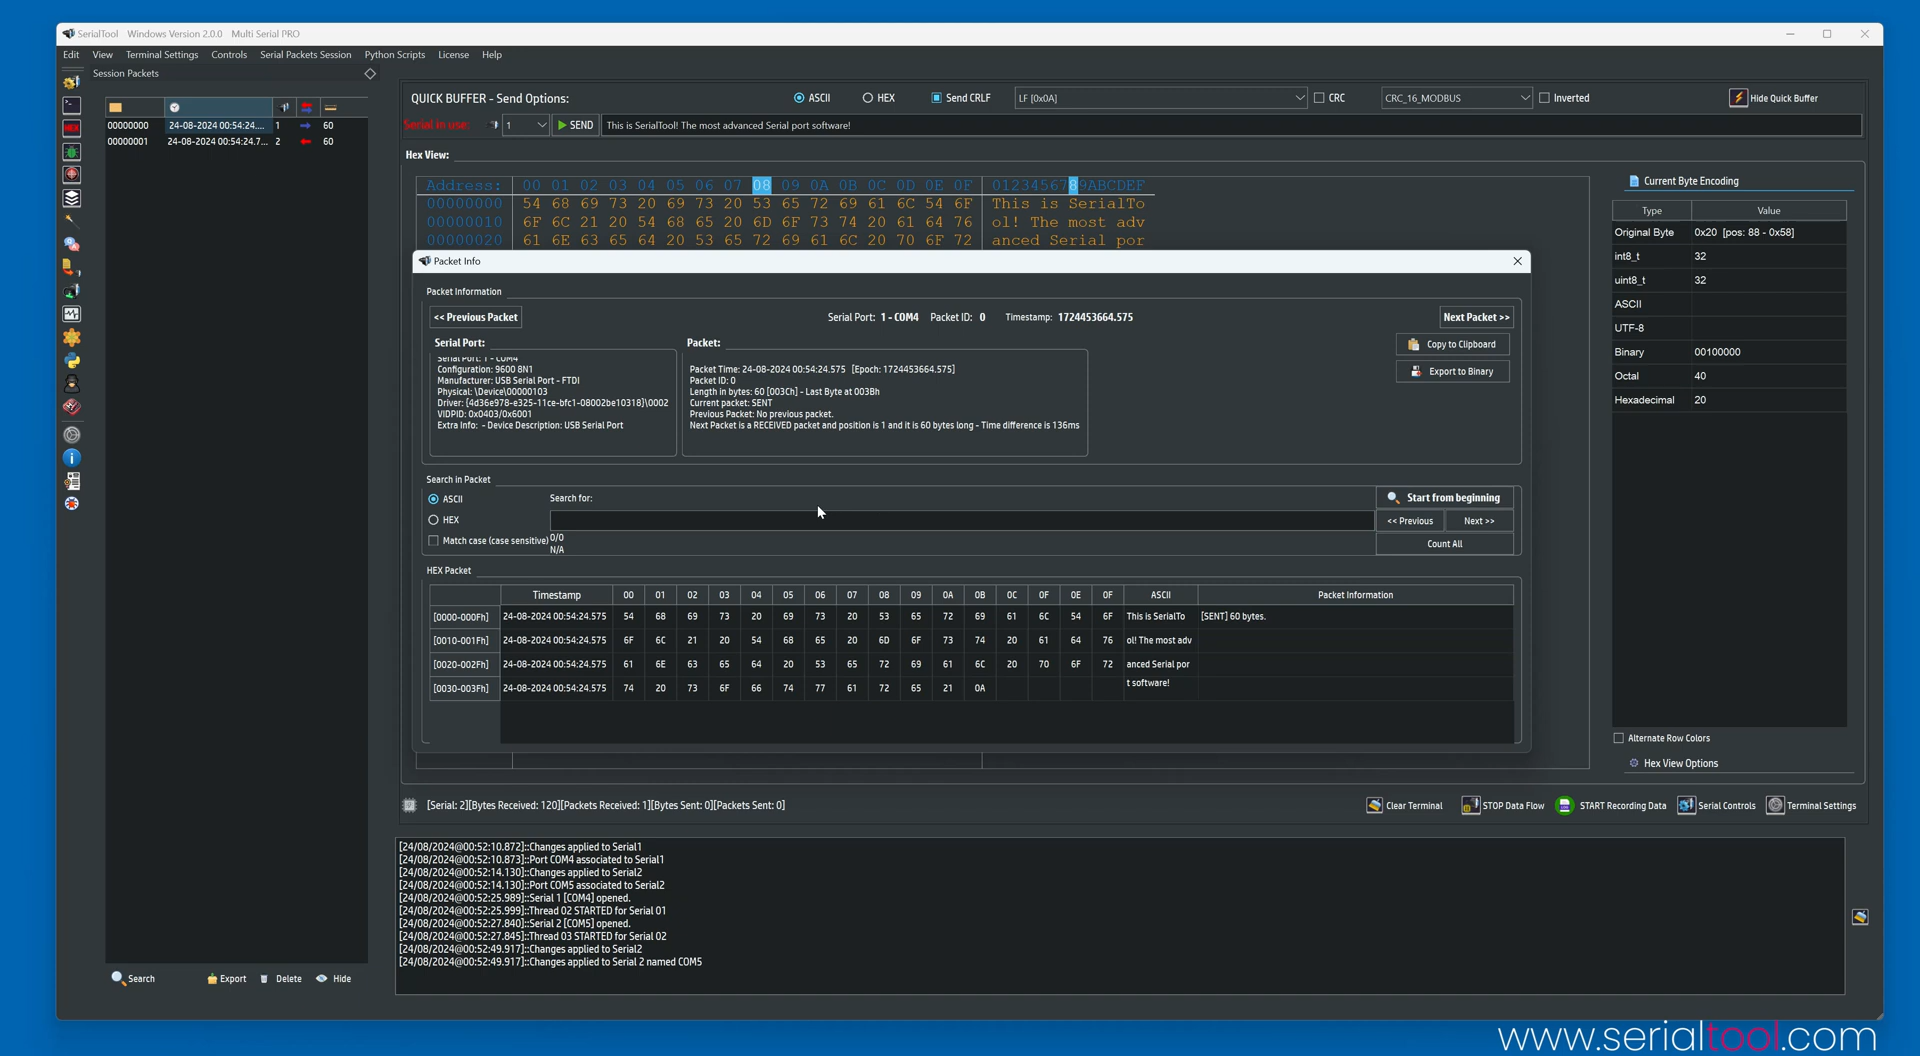 SerialTool Windows Version 2.0.0 Multi Serial PRO
Edit View Terminal Settings Controls Serial Packets Session Python Scripts License Help
Session Packets
00000000 24-08-2024 00:54:24.... 1 60
00000001 24-08-2024 00:54:24.7... 2 60
Search Export Delete Hide
QUICK BUFFER - Send Options: ASCII HEX Send CRLF LF [0x0A] CRC CRC_16_MODBUS Inverted Hide Quick Buffer
Serial in use: 1 SEND This is SerialTool! The most advanced Serial port software!
Hex View:
Address: 00 01 02 03 04 05 06 07 08 09 0A 0B 0C 0D 0E 0F 0123456789ABCDEF
00000000 54 68 69 73 20 69 73 20 53 65 72 69 61 6C 54 6F This is SerialTo
00000010 6F 6C 21 20 54 68 65 20 6D 6F 73 74 20 61 64 76 ol! The most adv
00000020 61 6E 63 65 64 20 53 65 72 69 61 6C 20 70 6F 72 anced Serial por
Packet Info
Packet Information
<< Previous Packet Serial Port: 1 - COM4 Packet ID: 0 Timestamp: 1724453664.575 Next Packet >>
Serial Port:
Serial Port: 1 - COM4
Configuration: 9600 8N1
Manufacturer: USB Serial Port - FTDI
Physical: \Device\00000103
Driver: {4d36e978-e325-11ce-bfc1-08002be10318}\0002
VIDPID: 0x0403/0x6001
Extra Info: - Device Description: USB Serial Port
Packet:
Packet Time: 24-08-2024 00:54:24.575 [Epoch: 1724453664.575]
Packet ID: 0
Length in bytes: 60 [003Ch] - Last Byte at 003Bh
Current packet: SENT
Previous Packet: No previous packet.
Next Packet is a RECEIVED packet and position is 1 and it is 60 bytes long - Time difference is 136ms
Copy to Clipboard
Export to Binary
Search in Packet
ASCII Search for: Start from beginning
HEX << Previous Next >>
Match case (case sensitive) 0/0 Count All
N/A
HEX Packet
Timestamp 00 01 02 03 04 05 06 07 08 09 0A 0B 0C 0F 0E 0F ASCII Packet Information
[0000-000Fh] 24-08-2024 00:54:24.575 54 68 69 73 20 69 73 20 53 65 72 69 61 6C 54 6F This is SerialTo [SENT] 60 bytes.
[0010-001Fh] 24-08-2024 00:54:24.575 6F 6C 21 20 54 68 65 20 6D 6F 73 74 20 61 64 76 ol! The most adv
[0020-002Fh] 24-08-2024 00:54:24.575 61 6E 63 65 64 20 53 65 72 69 61 6C 20 70 6F 72 anced Serial por
[0030-003Fh] 24-08-2024 00:54:24.575 74 20 73 6F 66 74 77 61 72 65 21 0A t software!
Current Byte Encoding
Type Value
Original Byte 0x20 [pos: 88 - 0x58]
int8_t 32
uint8_t 32
ASCII
UTF-8
Binary 00100000
Octal 40
Hexadecimal 20
Alternate Row Colors
Hex View Options
[Serial: 2][Bytes Received: 120][Packets Received: 1][Bytes Sent: 0][Packets Sent: 0]
Clear Terminal STOP Data Flow START Recording Data Serial Controls Terminal Settings
[24/08/2024@00:52:10.872]::Changes applied to Serial1
[24/08/2024@00:52:10.873]::Port COM4 associated to Serial1
[24/08/2024@00:52:14.130]::Changes applied to Serial2
[24/08/2024@00:52:14.130]::Port COM5 associated to Serial2
[24/08/2024@00:52:25.989]::Serial 1 [COM4] opened.
[24/08/2024@00:52:25.999]::Thread 02 STARTED for Serial 01
[24/08/2024@00:52:27.840]::Serial 2 [COM5] opened.
[24/08/2024@00:52:27.845]::Thread 03 STARTED for Serial 02
[24/08/2024@00:52:49.917]::Changes applied to Serial2
[24/08/2024@00:52:49.917]::Changes applied to Serial 2 named COM5
www.serialtool.com